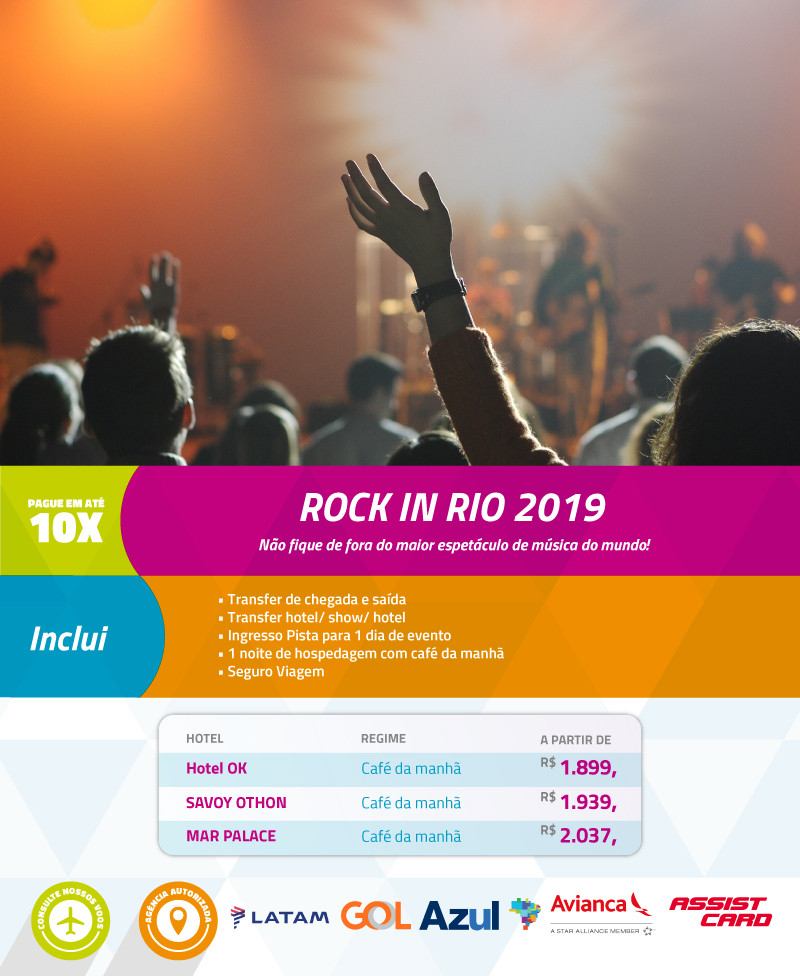 PAGUE EM ATÉ
10X
ROCK IN RIO 2019
Não fique de fora do maior espetáculo de música do mundo!
Inclui
▪ Transfer de chegada e saída
▪ Transfer hotel/ show/ hotel
▪ Ingresso Pista para 1 dia de evento
▪ 1 noite de hospedagem com café da manhã
▪ Seguro Viagem
HOTEL REGIME A PARTIR DE
Hotel OK Café da manhã R$ 1.899,
SAVOY OTHON Café da manhã R$ 1.939,
MAR PALACE Café da manhã R$ 2.037,
CONSULTE NOSSOS VOOS
AGÊNCIA AUTORIZADA
LATAM
GOL
Azul
Avianca
A STAR ALLIANCE MEMBER
ASSIST
CARD